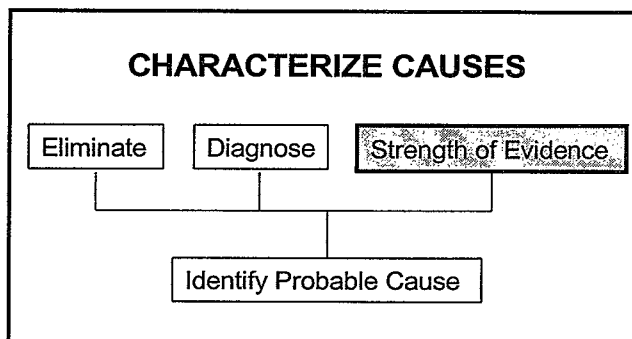 CHARACTERIZE CAUSES
Eliminate
Diagnose
Strength of Evidence
Identify Probable Cause